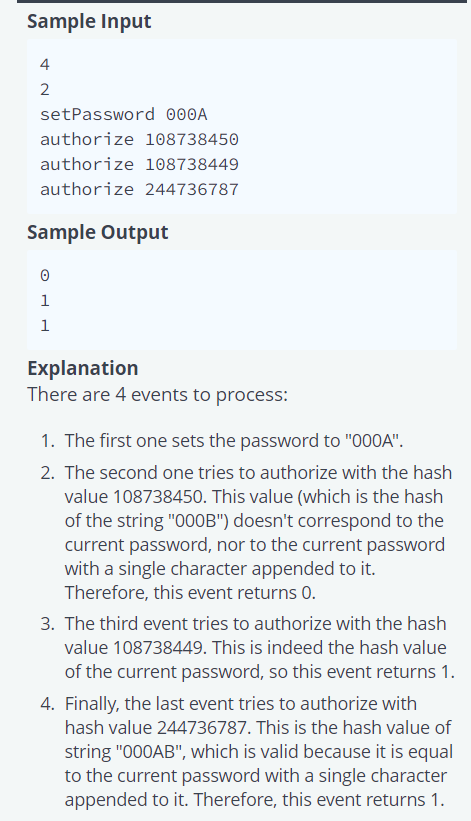 Sample Input
4
2
setPassword 000A
authorize 108738450
authorize 108738449
authorize 244736787
Sample Output
0
1
1
Explanation
There are 4 events to process:
1. The first one sets the password to "000A".
2. The second one tries to authorize with the hash
value 108738450. This value (which is the hash
of the string "000B") doesn't correspond to the
current password, nor to the current password
with a single character appended to it.
Therefore, this event returns 0.
3. The third event tries to authorize with the hash
value 108738449. This is indeed the hash value
of the current password, so this event returns 1.
4. Finally, the last event tries to authorize with
hash value 244736787. This is the hash value of
string "000AB", which is valid because it is equal
to the current password with a single character
appended to it. Therefore, this event returns 1.